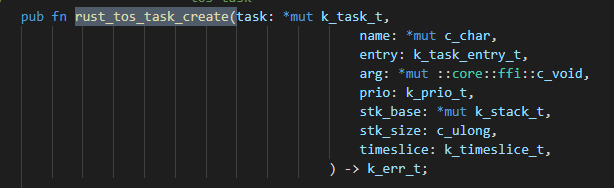 pub fn rust_tos_task_create(task: *mut k_task_t,
name: *mut c_char,
entry: k_task_entry_t,
arg: *mut ::core::ffi::c_void,
prio: k_prio_t,
stk_base: *mut k_stack_t,
stk_size: c_ulong,
timeslice: k_timeslice_t,
) -> k_err_t;